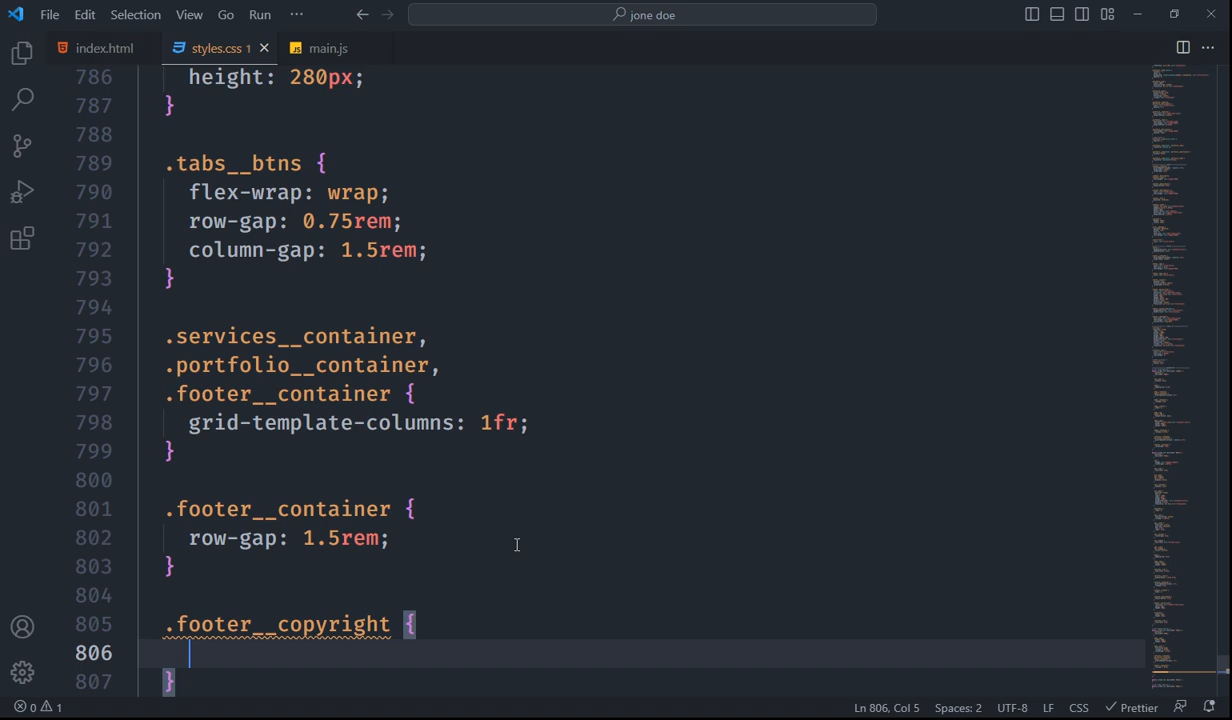 File Edit Selection View Go Run ··· jone doe
index.html styles.css 1 JS main.js
786 height: 280px;
787 }
788
789 .tabs__btns {
790 flex-wrap: wrap;
791 row-gap: 0.75rem;
792 column-gap: 1.5rem;
793 }
794
795 .services__container,
796 .portfolio__container,
797 .footer__container {
798 grid-template-columns: 1fr;
799 }
800
801 .footer__container {
802 row-gap: 1.5rem;
803 }
804
805 .footer__copyright {
806
807 }
0 1 Ln 806, Col 5 Spaces: 2 UTF-8 LF CSS Prettier